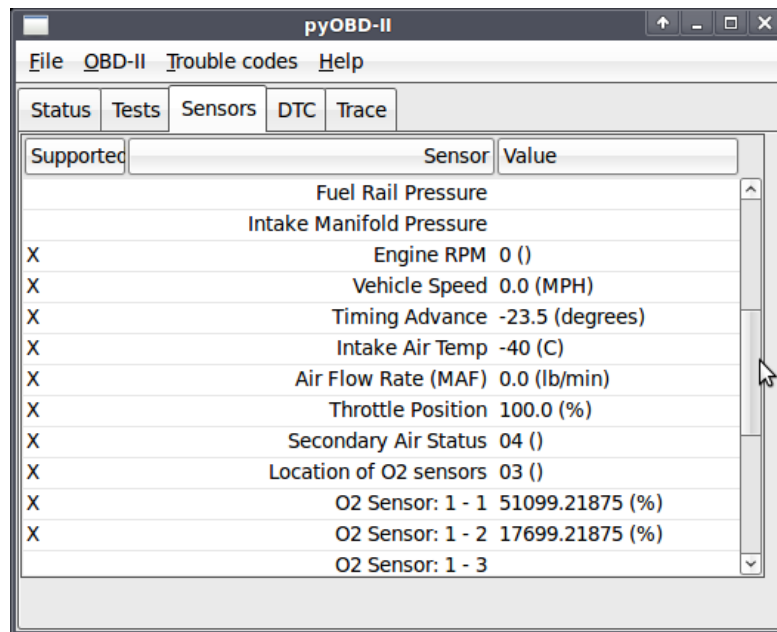 pyOBD-II
File OBD-II Trouble codes Help
Status Tests Sensors DTC Trace
Supported Sensor Value
Fuel Rail Pressure
Intake Manifold Pressure
X Engine RPM 0 ()
X Vehicle Speed 0.0 (MPH)
X Timing Advance -23.5 (degrees)
X Intake Air Temp -40 (C)
X Air Flow Rate (MAF) 0.0 (lb/min)
X Throttle Position 100.0 (%)
X Secondary Air Status 04 ()
X Location of O2 sensors 03 ()
X O2 Sensor: 1 - 1 51099.21875 (%)
X O2 Sensor: 1 - 2 17699.21875 (%)
O2 Sensor: 1 - 3